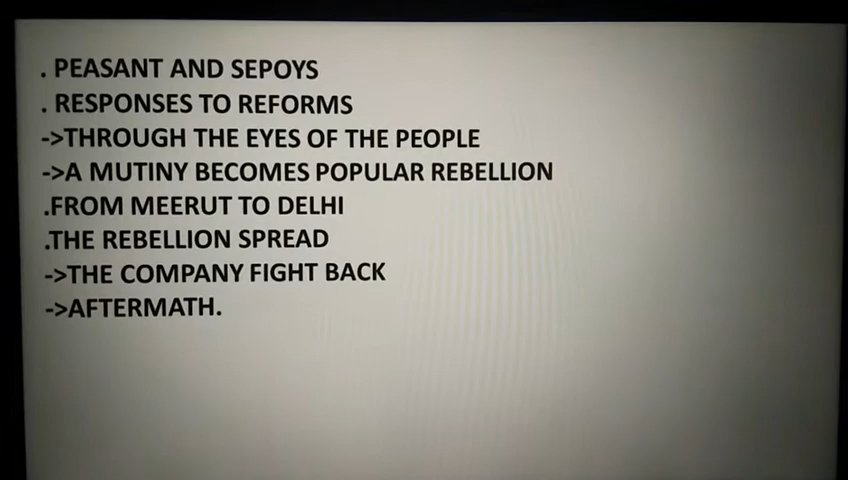 . PEASANT AND SEPOYS
. RESPONSES TO REFORMS
->THROUGH THE EYES OF THE PEOPLE
->A MUTINY BECOMES POPULAR REBELLION
.FROM MEERUT TO DELHI
.THE REBELLION SPREAD
->THE COMPANY FIGHT BACK
->AFTERMATH.